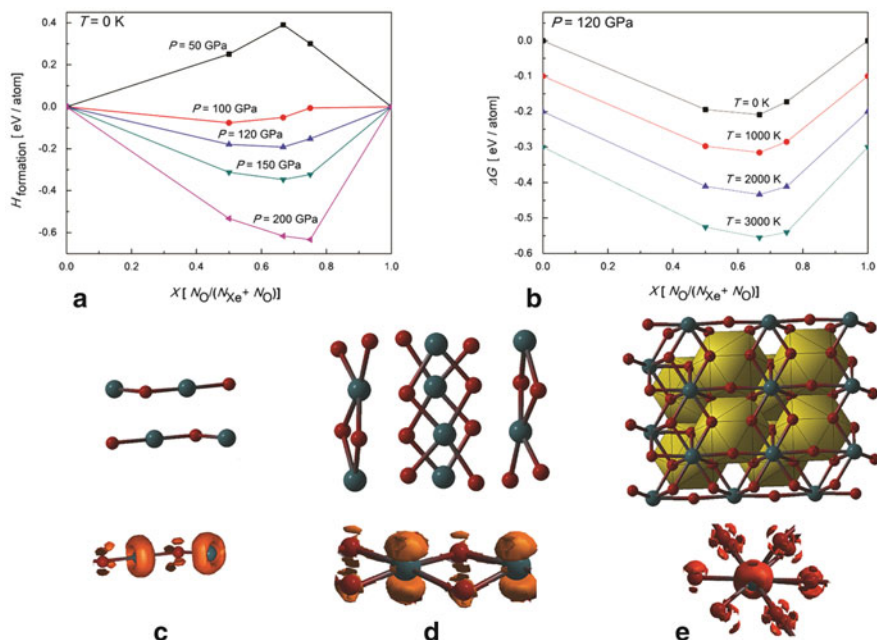 T = 0 K
P = 50 GPa
P = 100 GPa
P = 120 GPa
P = 150 GPa
P = 200 GPa
H formation [ eV / atom]
0.4
0.2
0.0
-0.2
-0.4
-0.6
0.0 0.2 0.4 0.6 0.8 1.0
X [ NO/(NXe+ NO)]
a
P = 120 GPa
T = 0 K
T = 1000 K
T = 2000 K
T = 3000 K
ΔG [ eV / atom]
0.0
-0.1
-0.2
-0.3
-0.4
-0.5
-0.6
0.0 0.2 0.4 0.6 0.8 1.0
X [ NO/(NXe+ NO)]
b
c d e